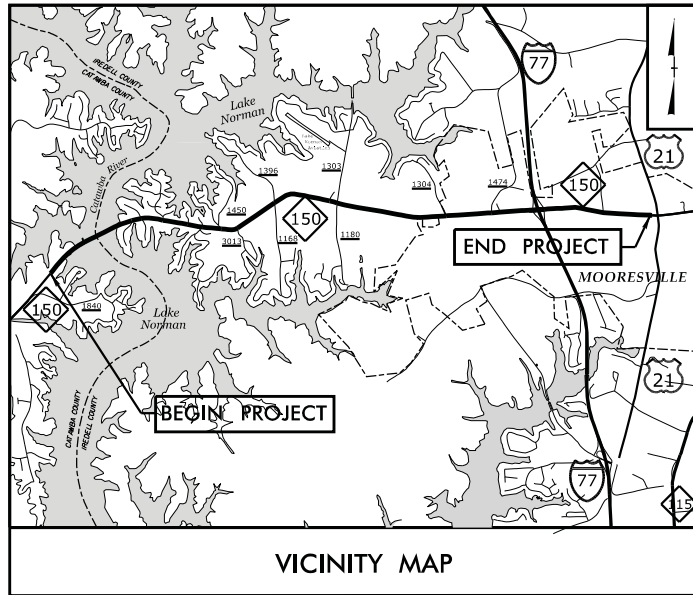 IREDELL COUNTY
CATAWBA COUNTY
77
Lake
Norman
21
1396
1303
1304
1474
150
Catawba River
1450
150
3013
1168
1180
END PROJECT
MOORESVILLE
150
1840
Lake
Norman
21
CATAWBA COUNTY
IREDELL COUNTY
BEGIN PROJECT
77
115
VICINITY MAP